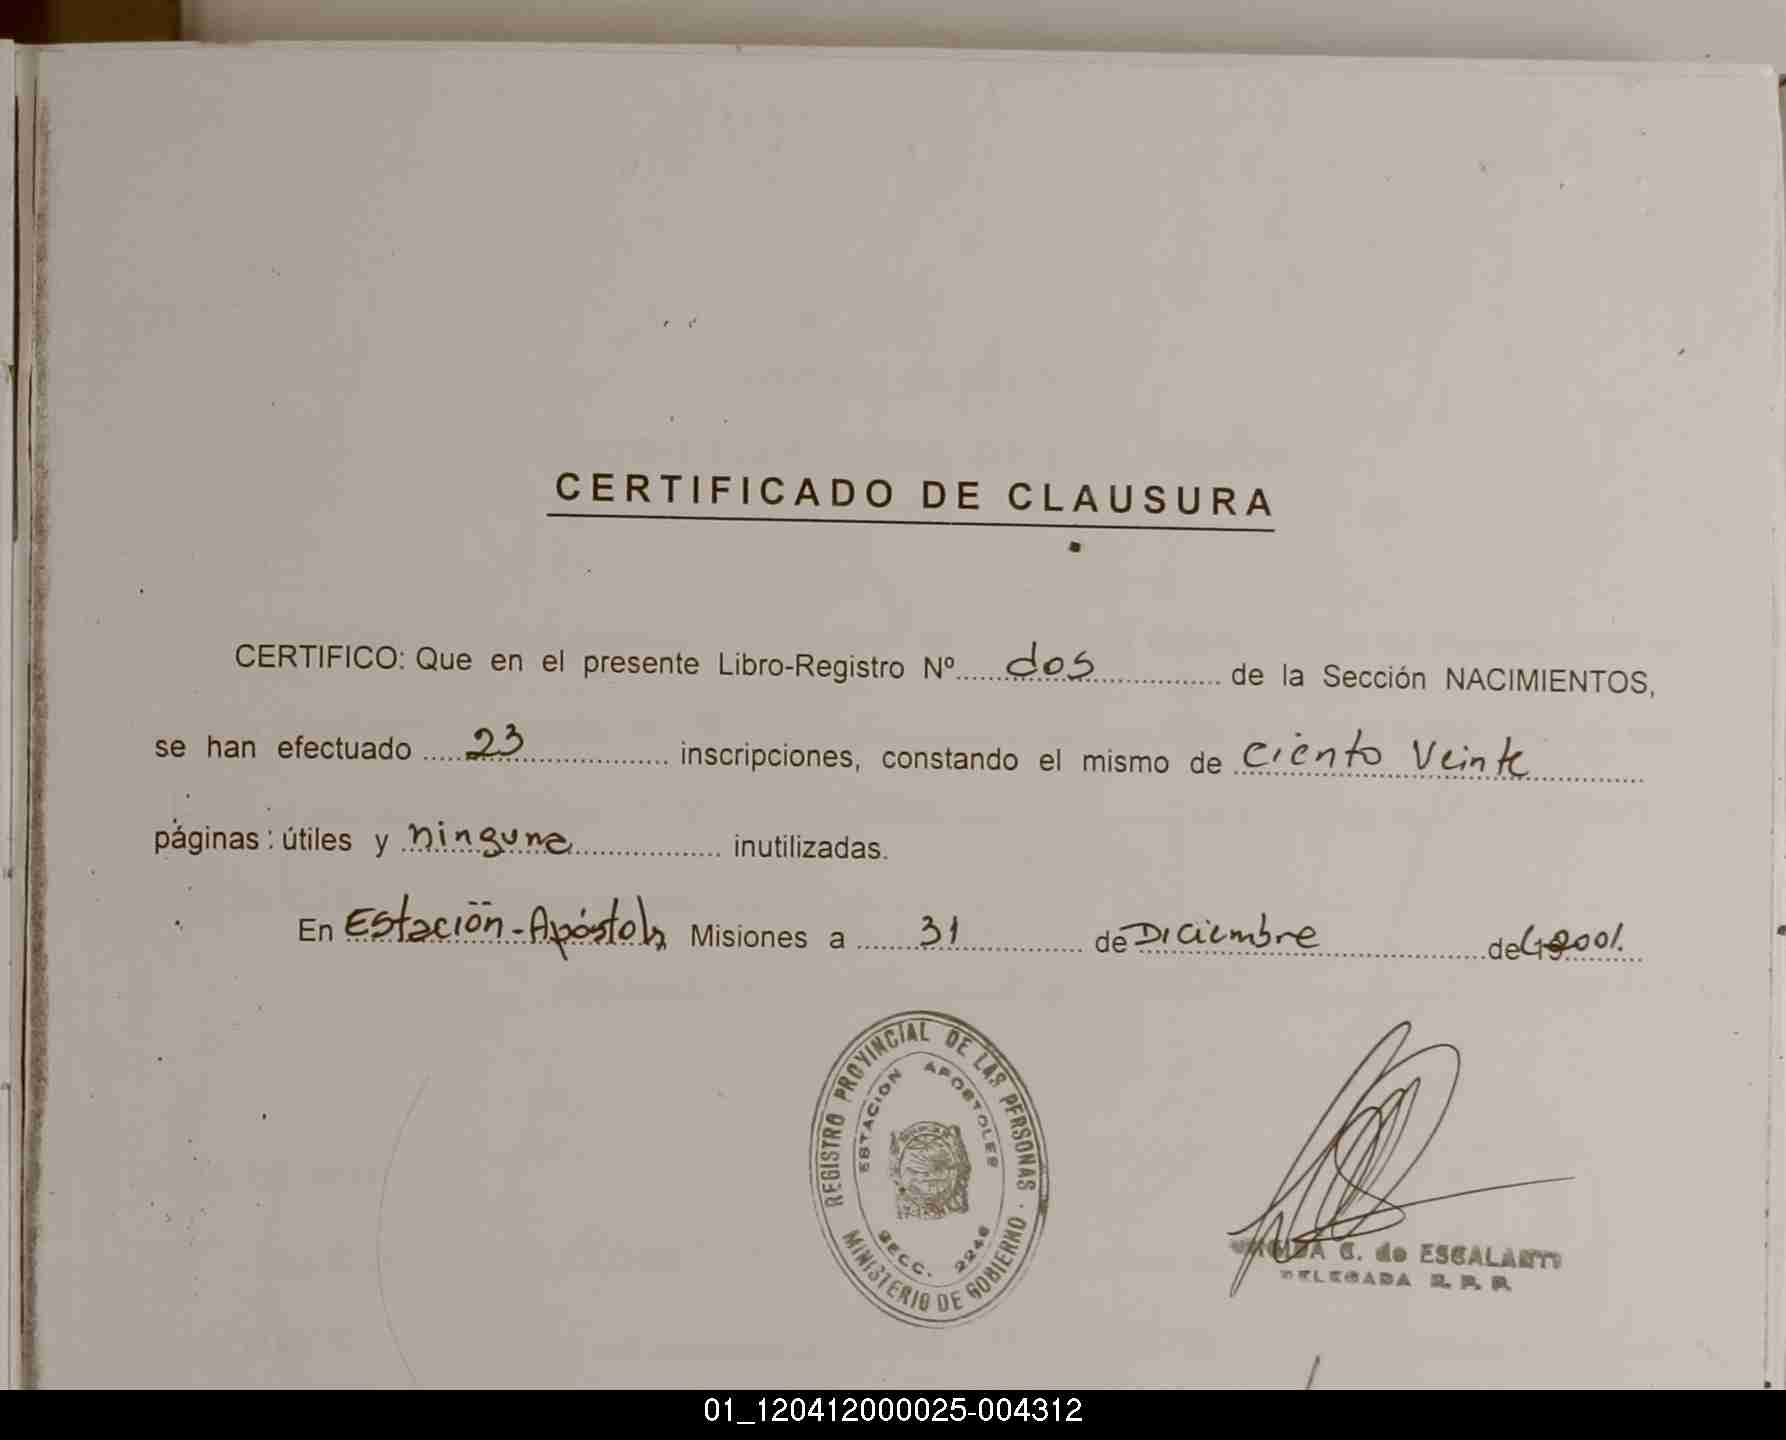 CERTIFICADO DE CLAUSURA
CERTIFICO: Que en el presente Libro-Registro Nº dos de la Sección NACIMIENTOS,
se han efectuado 23 inscripciones, constando el mismo de ciento veinte
páginas: útiles y ninguna inutilizadas.
En Estación-Apóstoles Misiones a 31 de Diciembre de 2001.
REGISTRO PROVINCIAL DE LAS PERSONAS
ESTACION APOSTOLES
SECC. 2246
MINISTERIO DE GOBIERNO
C. de ESCALANTE
DELEGADA R. P. P.
01_120412000025-004312